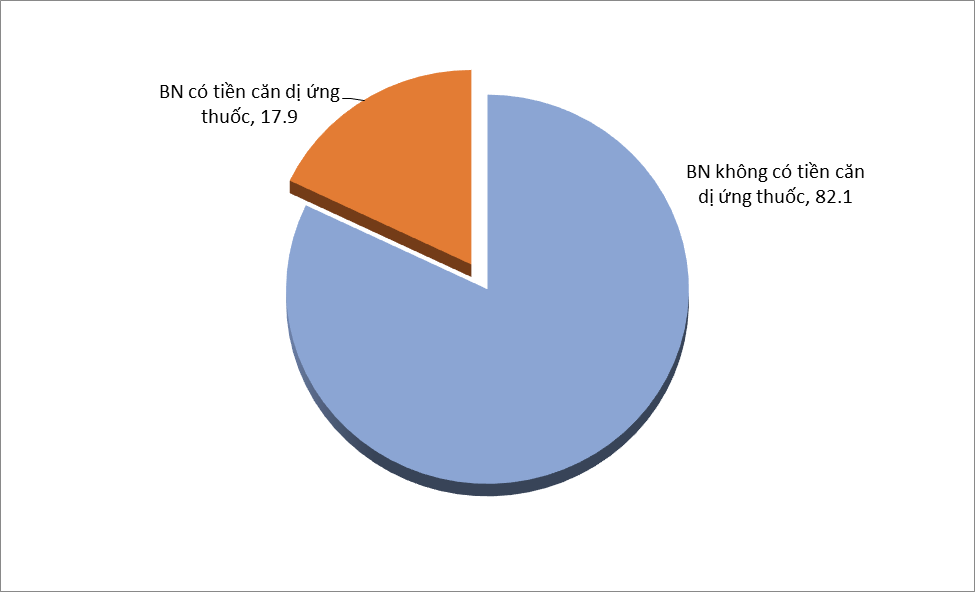 BN có tiền căn dị ứng
thuốc, 17.9
BN không có tiền căn
dị ứng thuốc, 82.1